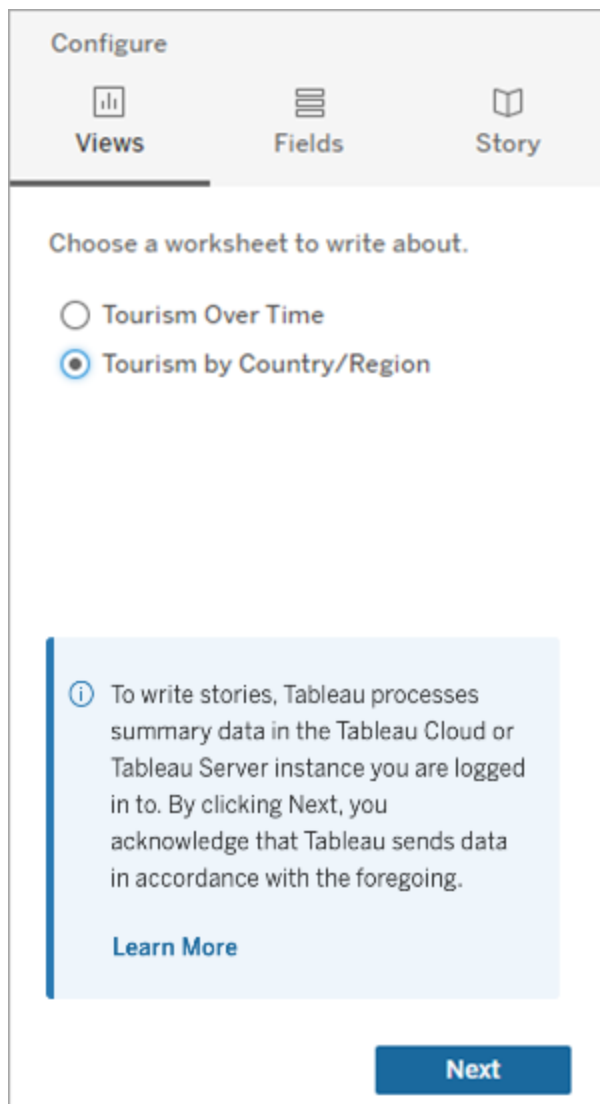 Configure
Views Fields Story
Choose a worksheet to write about.
Tourism Over Time
Tourism by Country/Region
To write stories, Tableau processes
summary data in the Tableau Cloud or
Tableau Server instance you are logged
in to. By clicking Next, you
acknowledge that Tableau sends data
in accordance with the foregoing.
Learn More
Next